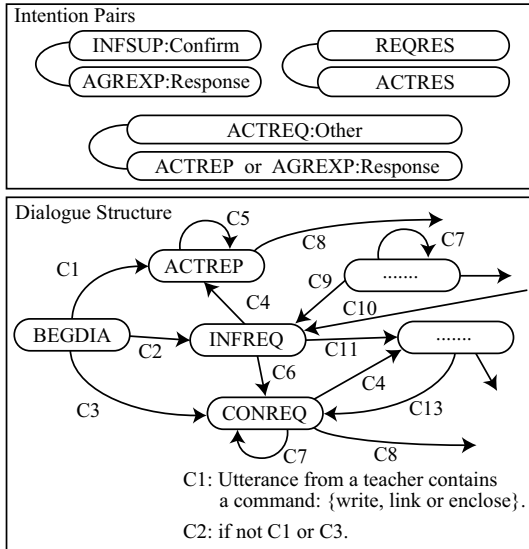 Intention Pairs
INFSUP:Confirm
REQRES
AGREXP:Response
ACTRES
ACTREQ:Other
ACTREP or AGREXP:Response
Dialogue Structure
C5
C8
C7
C1
ACTREP
.......
C9
C4
C10
BEGDIA
INFREQ
.......
C2
C11
C6
C4
C3
CONREQ
C13
C7
C8
C1: Utterance from a teacher contains
a command: {write, link or enclose}.
C2: if not C1 or C3.